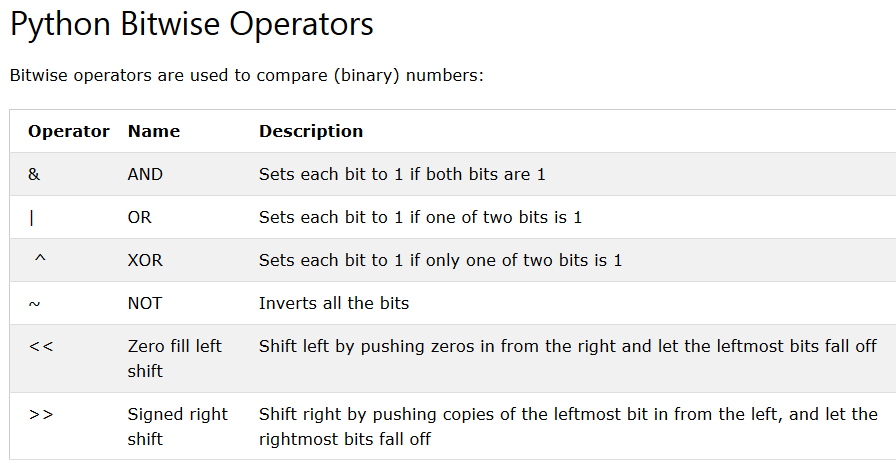 Python Bitwise Operators
Bitwise operators are used to compare (binary) numbers:
Operator Name Description
& AND Sets each bit to 1 if both bits are 1
| OR Sets each bit to 1 if one of two bits is 1
^ XOR Sets each bit to 1 if only one of two bits is 1
~ NOT Inverts all the bits
<< Zero fill left Shift left by pushing zeros in from the right and let the leftmost bits fall off
shift
>> Signed right Shift right by pushing copies of the leftmost bit in from the left, and let the
shift rightmost bits fall off